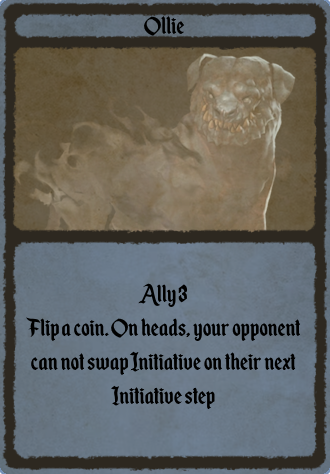 Ollie
Ally 3
Flip a coin. On heads, your opponent
can not swap Initiative on their next
Initiative step